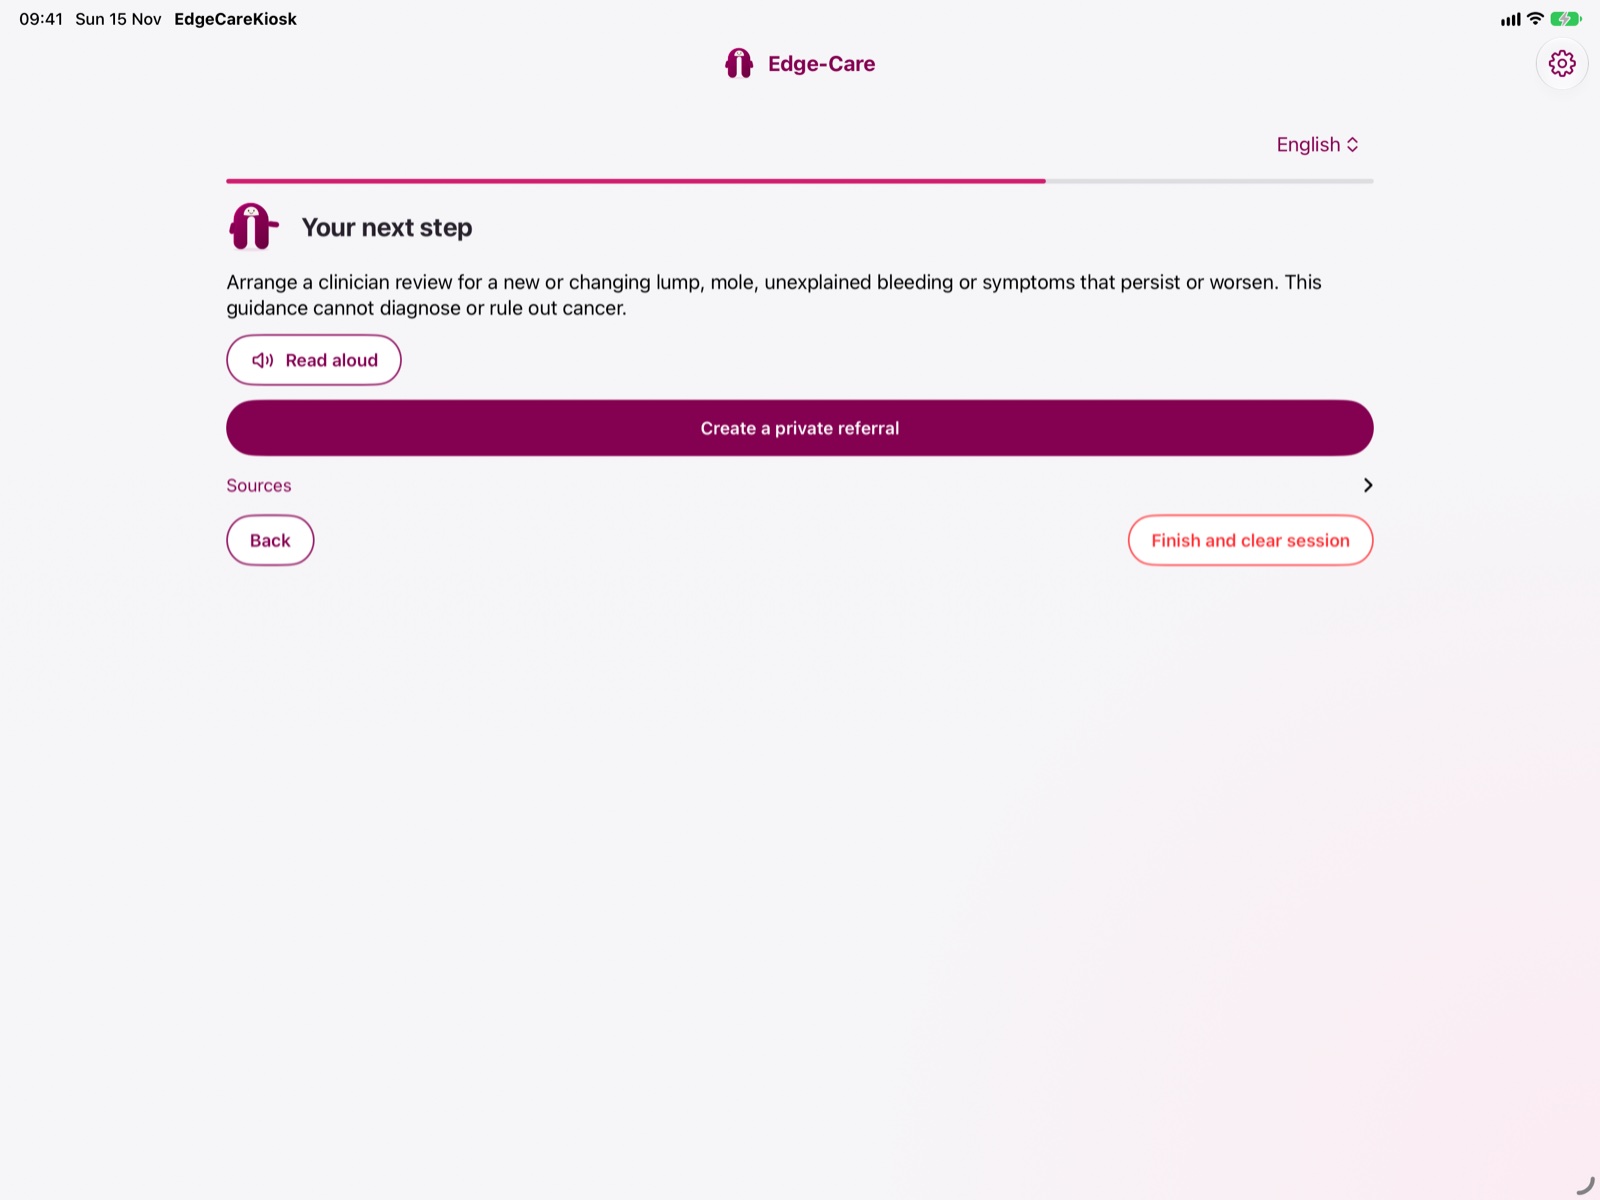 09:41 Sun 15 Nov EdgeCareKiosk
Edge-Care
English
Your next step
Arrange a clinician review for a new or changing lump, mole, unexplained bleeding or symptoms that persist or worsen. This
guidance cannot diagnose or rule out cancer.
Read aloud
Create a private referral
Sources
Back
Finish and clear session